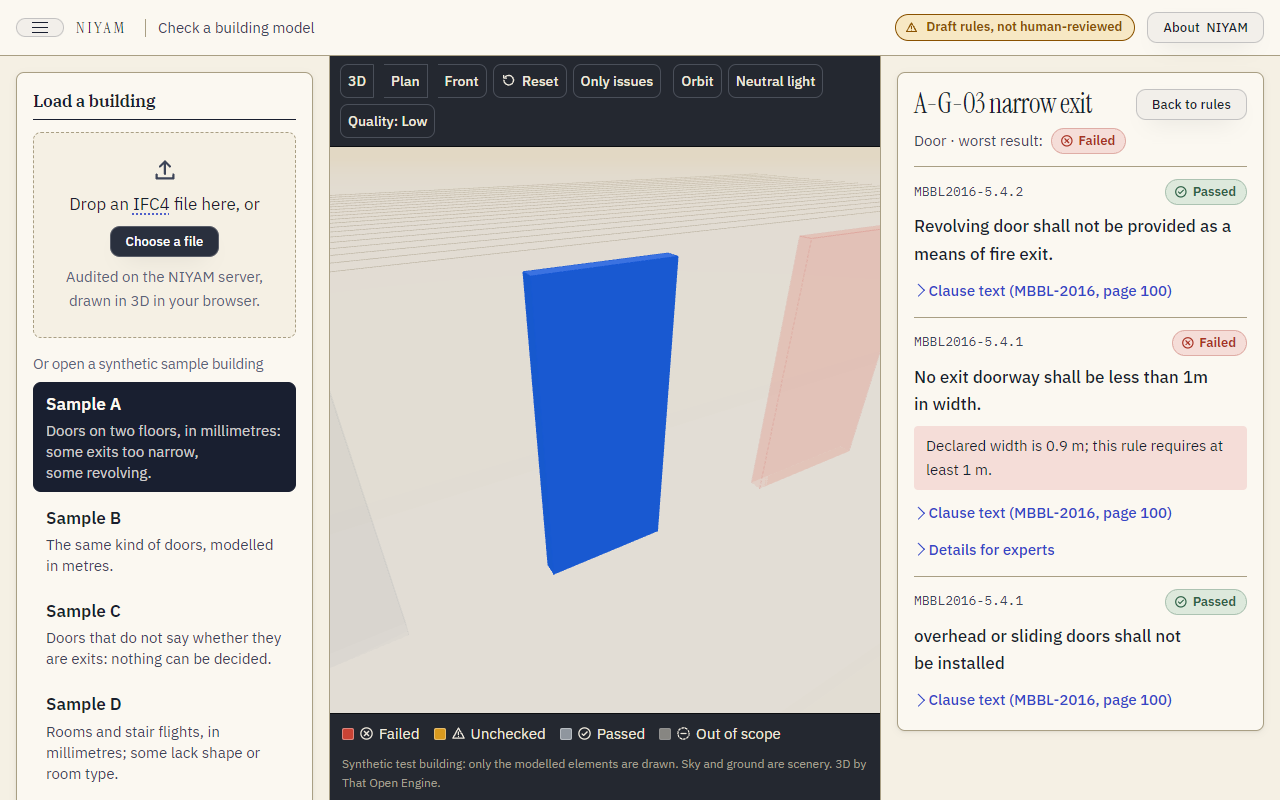 NIYAM
Check a building model
Draft rules, not human-reviewed
About NIYAM
Load a building
Drop an IFC4 file here, or
Choose a file
Audited on the NIYAM server,
drawn in 3D in your browser.
Or open a synthetic sample building
Sample A
Doors on two floors, in millimetres:
some exits too narrow,
some revolving.
Sample B
The same kind of doors, modelled
in metres.
Sample C
Doors that do not say whether they
are exits: nothing can be decided.
Sample D
Rooms and stair flights, in
millimetres; some lack shape or
room type.
3D
Plan
Front
Reset
Only issues
Orbit
Neutral light
Quality: Low
Failed
Unchecked
Passed
Out of scope
Synthetic test building: only the modelled elements are drawn. Sky and ground are scenery. 3D by
That Open Engine.
A-G-03 narrow exit
Back to rules
Door · worst result: Failed
MBBL2016-5.4.2
Passed
Revolving door shall not be provided as a
means of fire exit.
Clause text (MBBL-2016, page 100)
MBBL2016-5.4.1
Failed
No exit doorway shall be less than 1m
in width.
Declared width is 0.9 m; this rule requires at
least 1 m.
Clause text (MBBL-2016, page 100)
Details for experts
MBBL2016-5.4.1
Passed
overhead or sliding doors shall not
be installed
Clause text (MBBL-2016, page 100)